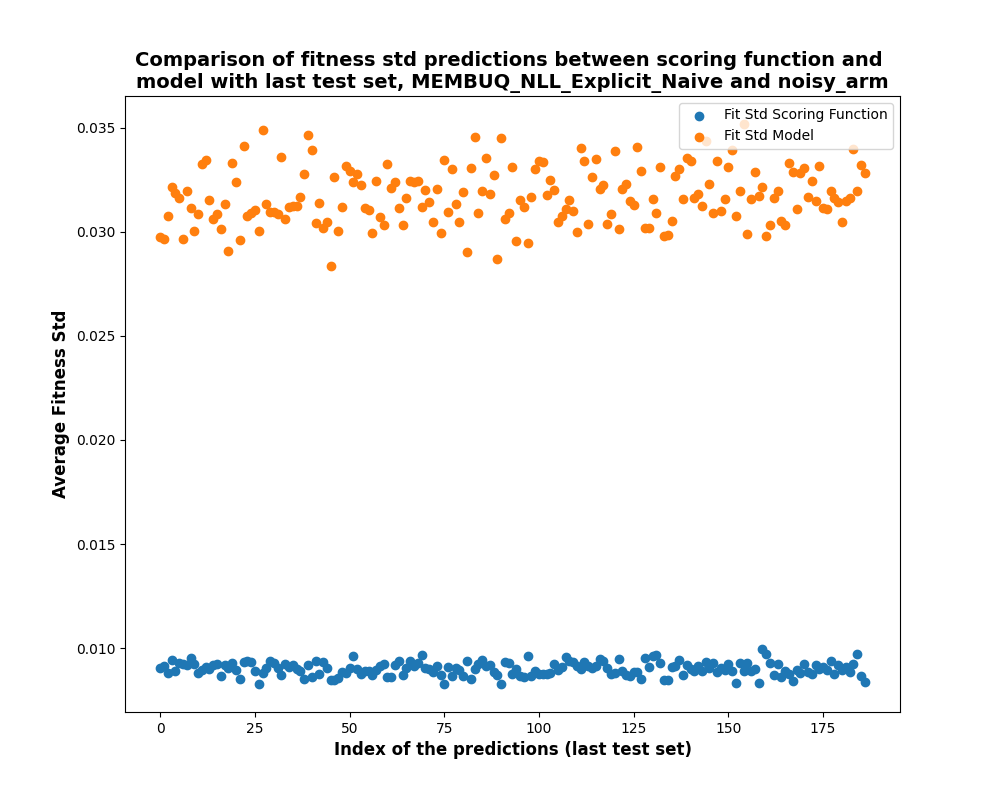 Comparison of fitness std predictions between scoring function and
model with last test set, MEMBUQ_NLL_Explicit_Naive and noisy_arm
Fit Std Scoring Function
Fit Std Model
0.035
0.030
0.025
0.020
0.015
0.010
Average Fitness Std
0 25 50 75 100 125 150 175
Index of the predictions (last test set)